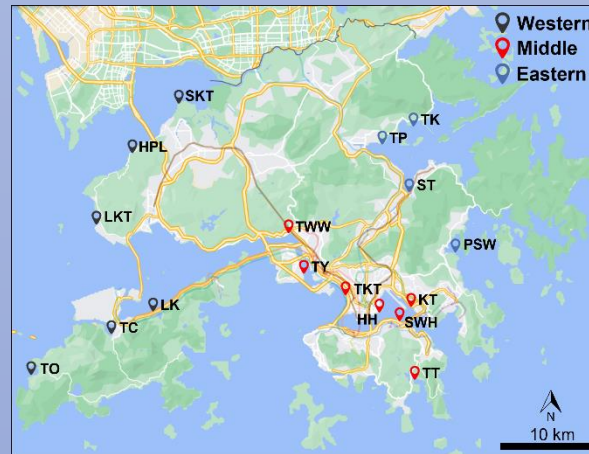 Western
Middle
Eastern
SKT
TK
TP
HPL
ST
LKT
TWW
PSW
TY
TKT
LK
KT
HH
SWH
TC
TO
TT
N
10 km